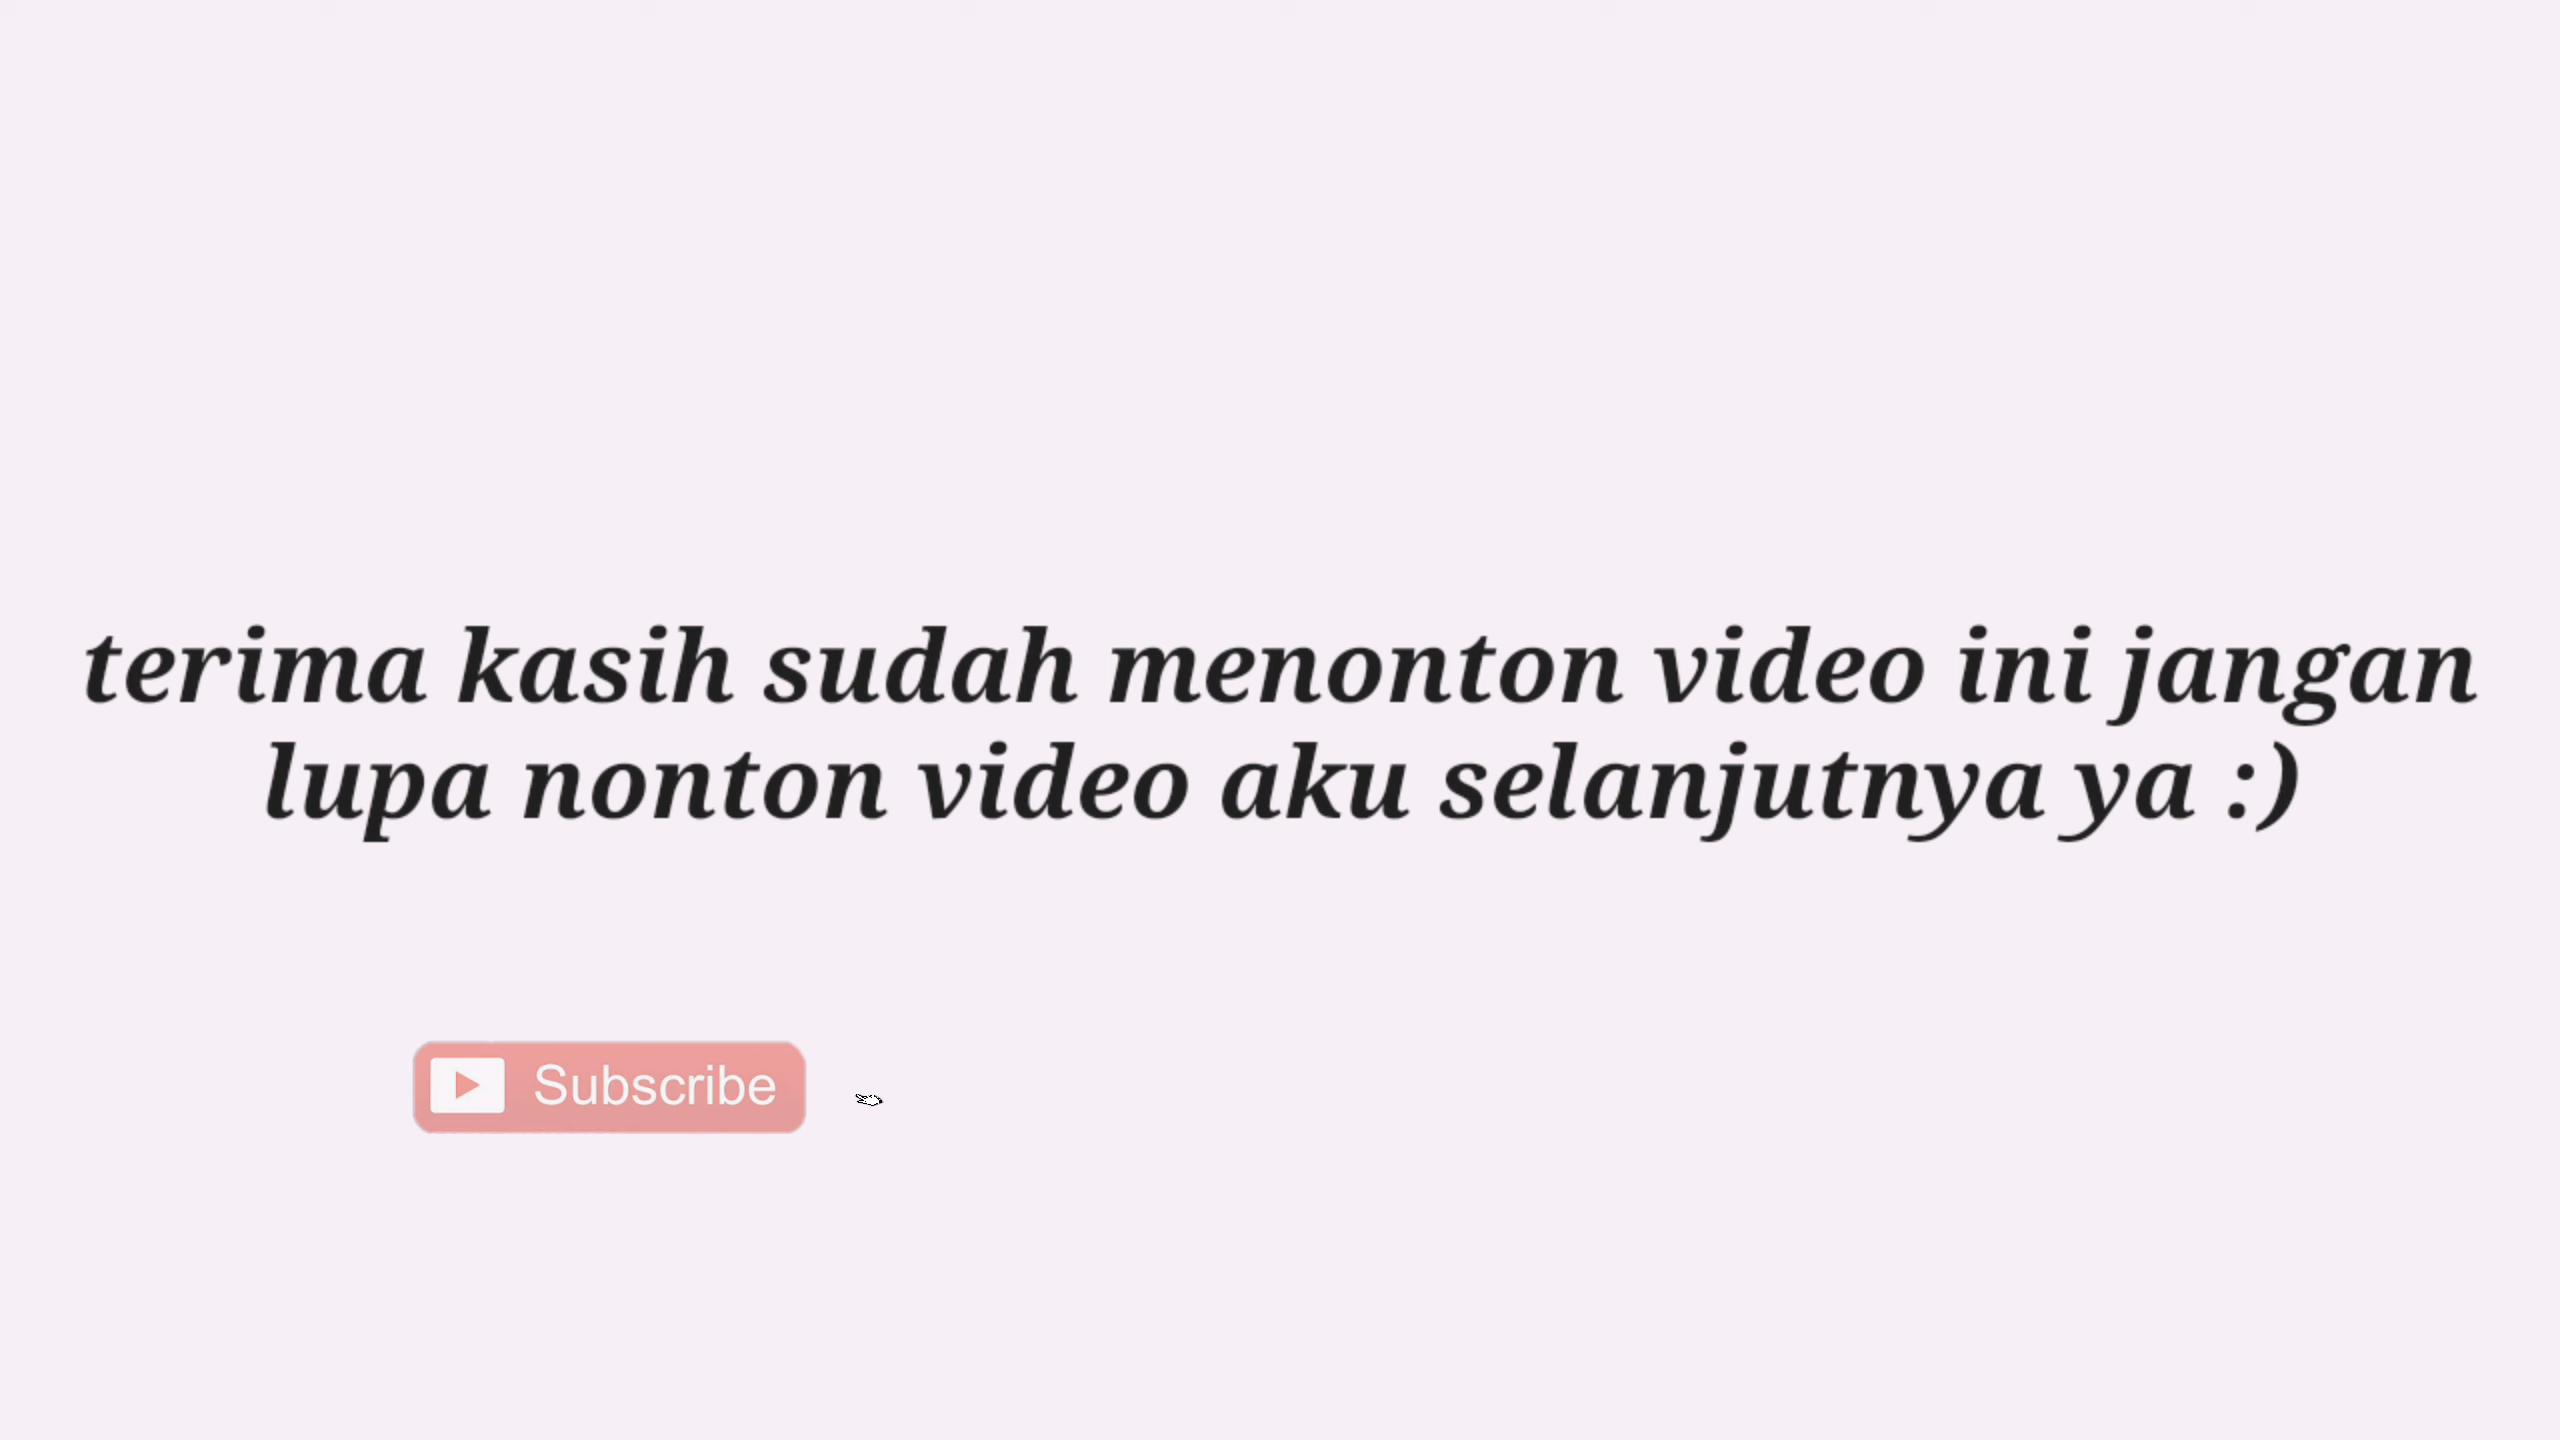 terima kasih sudah menonton video ini jangan
lupa nonton video aku selanjutnya ya :)
Subscribe